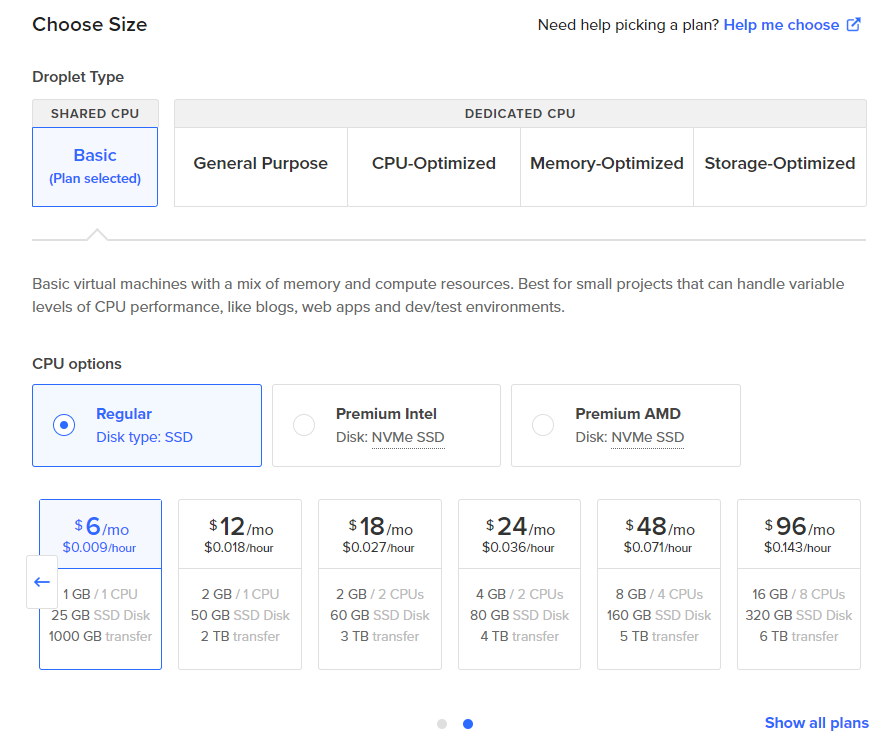 Choose Size
Need help picking a plan? Help me choose
Droplet Type
SHARED CPU
DEDICATED CPU
Basic
(Plan selected)
General Purpose
CPU-Optimized
Memory-Optimized
Storage-Optimized
Basic virtual machines with a mix of memory and compute resources. Best for small projects that can handle variable
levels of CPU performance, like blogs, web apps and dev/test environments.
CPU options
Regular
Disk type: SSD
Premium Intel
Disk: NVMe SSD
Premium AMD
Disk: NVMe SSD
$6/mo
$0.009/hour
1 GB / 1 CPU
25 GB SSD Disk
1000 GB transfer
$12/mo
$0.018/hour
2 GB / 1 CPU
50 GB SSD Disk
2 TB transfer
$18/mo
$0.027/hour
2 GB / 2 CPUs
60 GB SSD Disk
3 TB transfer
$24/mo
$0.036/hour
4 GB / 2 CPUs
80 GB SSD Disk
4 TB transfer
$48/mo
$0.071/hour
8 GB / 4 CPUs
160 GB SSD Disk
5 TB transfer
$96/mo
$0.143/hour
16 GB / 8 CPUs
320 GB SSD Disk
6 TB transfer
Show all plans